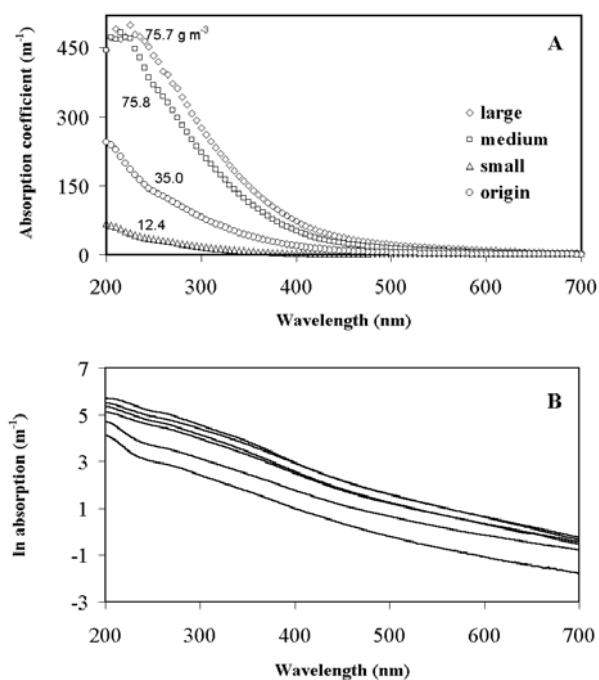 A
75.7 g m-3
75.8
35.0
12.4
large
medium
small
origin
Absorption coefficient (m-1)
450
300
150
0
200 300 400 500 600 700
Wavelength (nm)
B
ln absorption (m-1)
7
5
3
1
-1
-3
200 300 400 500 600 700
Wavelength (nm)